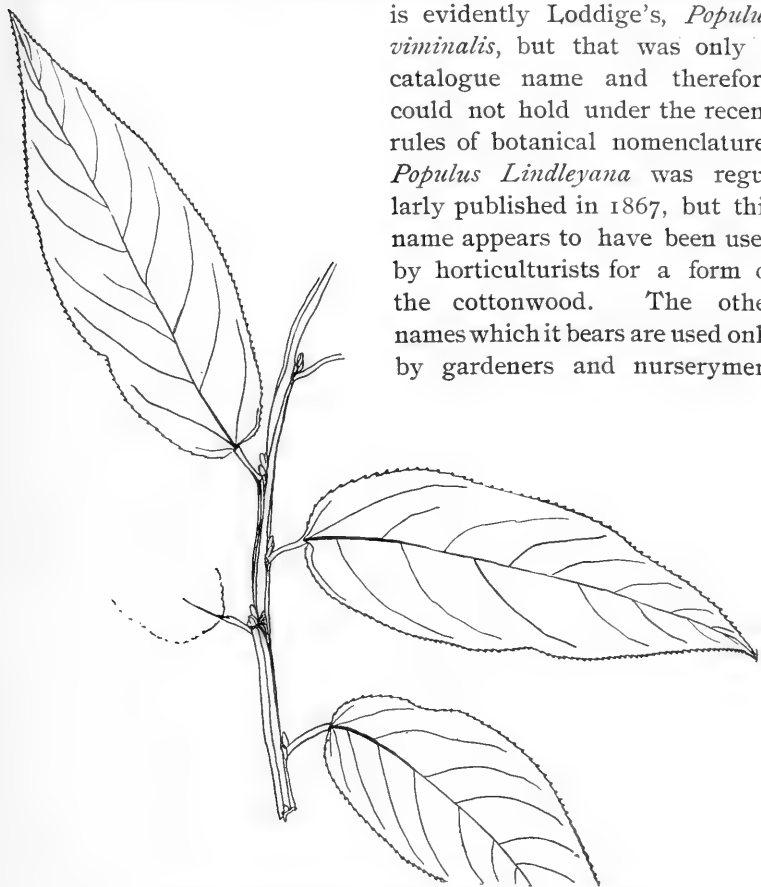 is evidently Loddige's, Populu
viminalis, but that was only
catalogue name and therefor
could not hold under the recen
rules of botanical nomenclature
Populus Lindleyana was regu
larly published in 1867, but thi
name appears to have been use
by horticulturists for a form o
the cottonwood. The othe
names which it bears are used onl
by gardeners and nurserymen